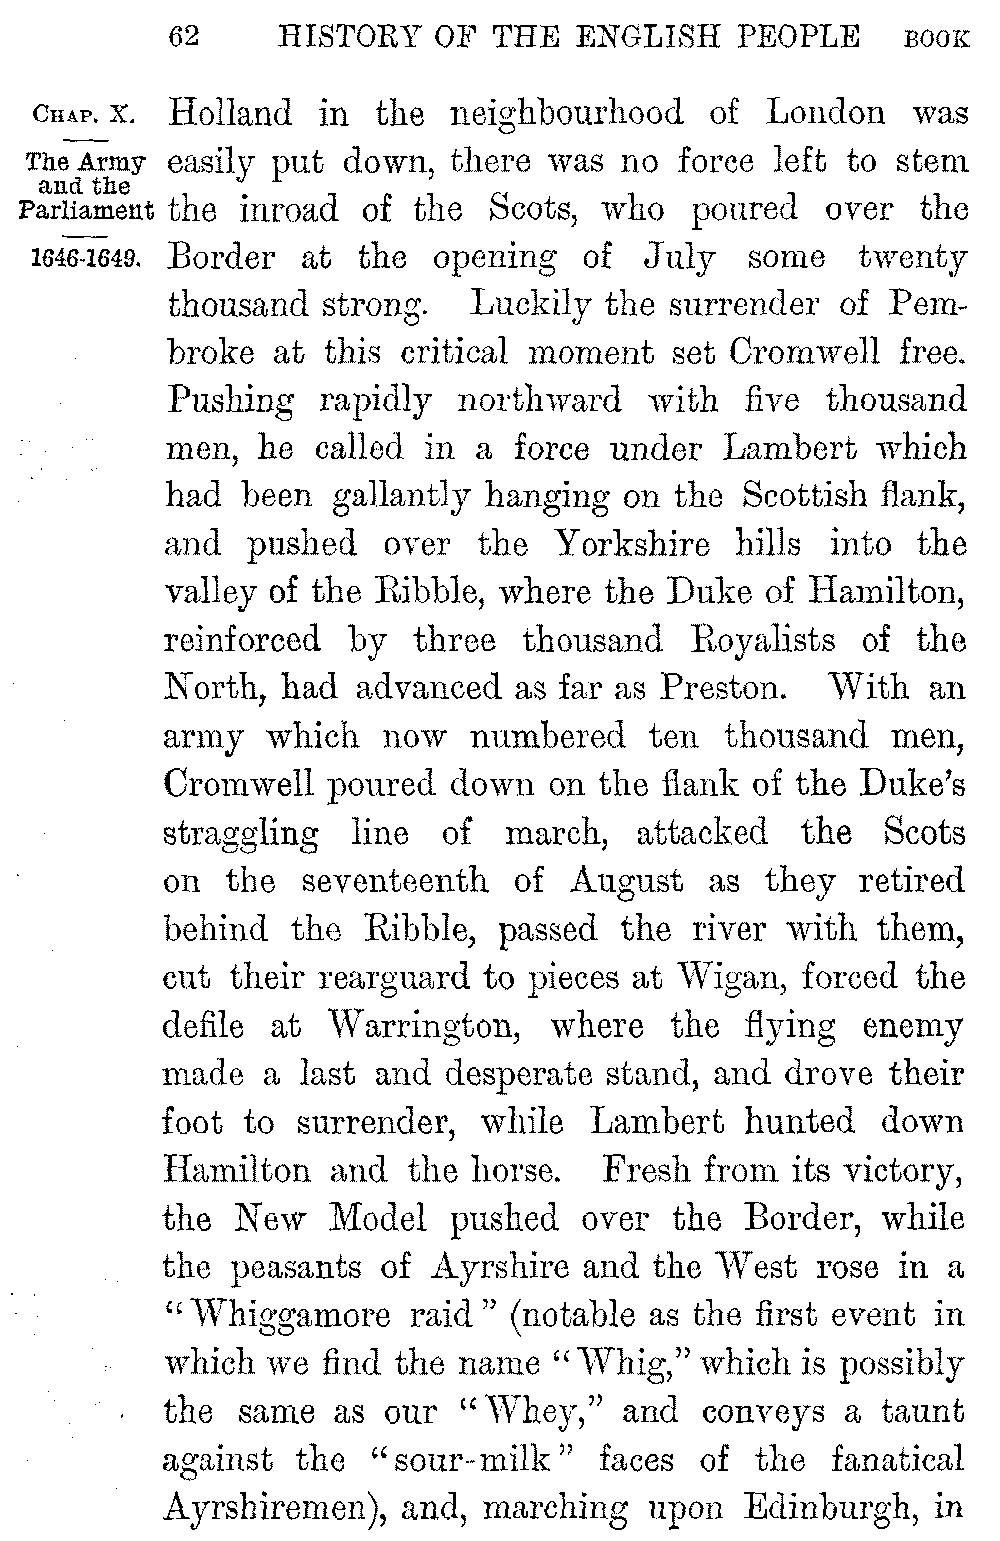 62 HISTORY OF THE ENGLISH PEOPLE BOOK
CHAP. X.
The Army
and the
Parliament
1646-1649.
Holland in the neighbourhood of London was
easily put down, there was no force left to stem
the inroad of the Scots, who poured over the
Border at the opening of July some twenty
thousand strong. Luckily the surrender of Pem-
broke at this critical moment set Cromwell free.
Pushing rapidly northward with five thousand
men, he called in a force under Lambert which
had been gallantly hanging on the Scottish flank,
and pushed over the Yorkshire hills into the
valley of the Ribble, where the Duke of Hamilton,
reinforced by three thousand Royalists of the
North, had advanced as far as Preston. With an
army which now numbered ten thousand men,
Cromwell poured down on the flank of the Duke's
straggling line of march, attacked the Scots
on the seventeenth of August as they retired
behind the Ribble, passed the river with them,
cut their rearguard to pieces at Wigan, forced the
defile at Warrington, where the flying enemy
made a last and desperate stand, and drove their
foot to surrender, while Lambert hunted down
Hamilton and the horse. Fresh from its victory,
the New Model pushed over the Border, while
the peasants of Ayrshire and the West rose in a
"Whiggamore raid" (notable as the first event in
which we find the name "Whig," which is possibly
the same as our "Whey," and conveys a taunt
against the "sour-milk" faces of the fanatical
Ayrshiremen), and, marching upon Edinburgh, in